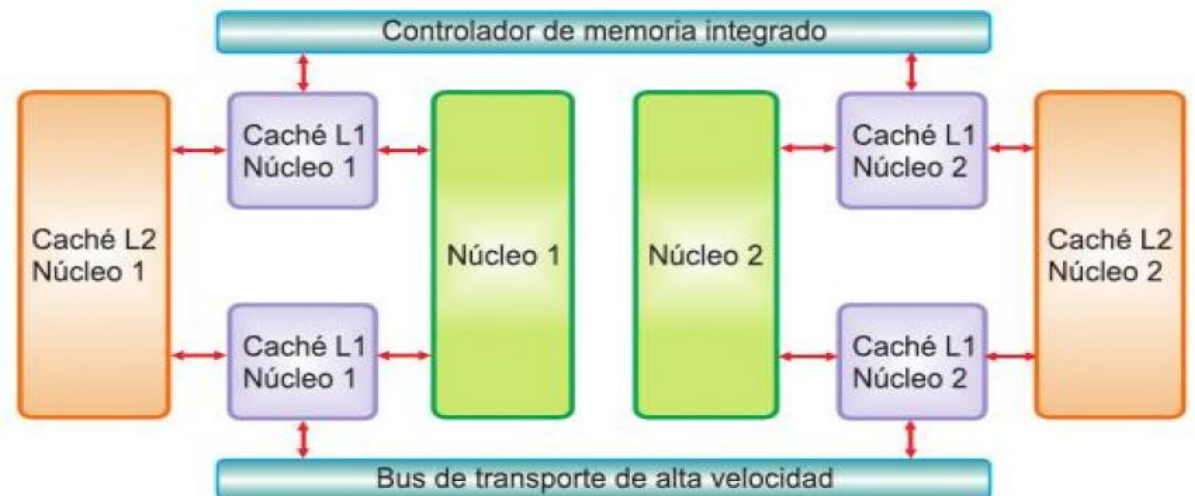 Controlador de memoria integrado
Caché L1
Núcleo 1
Caché L1
Núcleo 2
Caché L2
Núcleo 1
Núcleo 1
Núcleo 2
Caché L2
Núcleo 2
Caché L1
Núcleo 1
Caché L1
Núcleo 2
Bus de transporte de alta velocidad